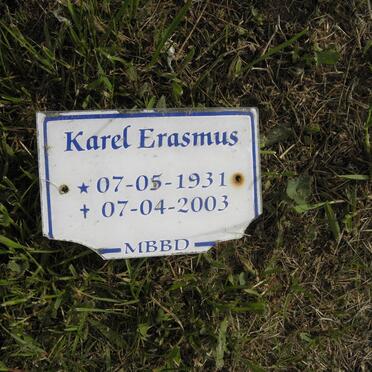 Karel Erasmus
★ 07-05-1931
✝ 07-04-2003
MBBD